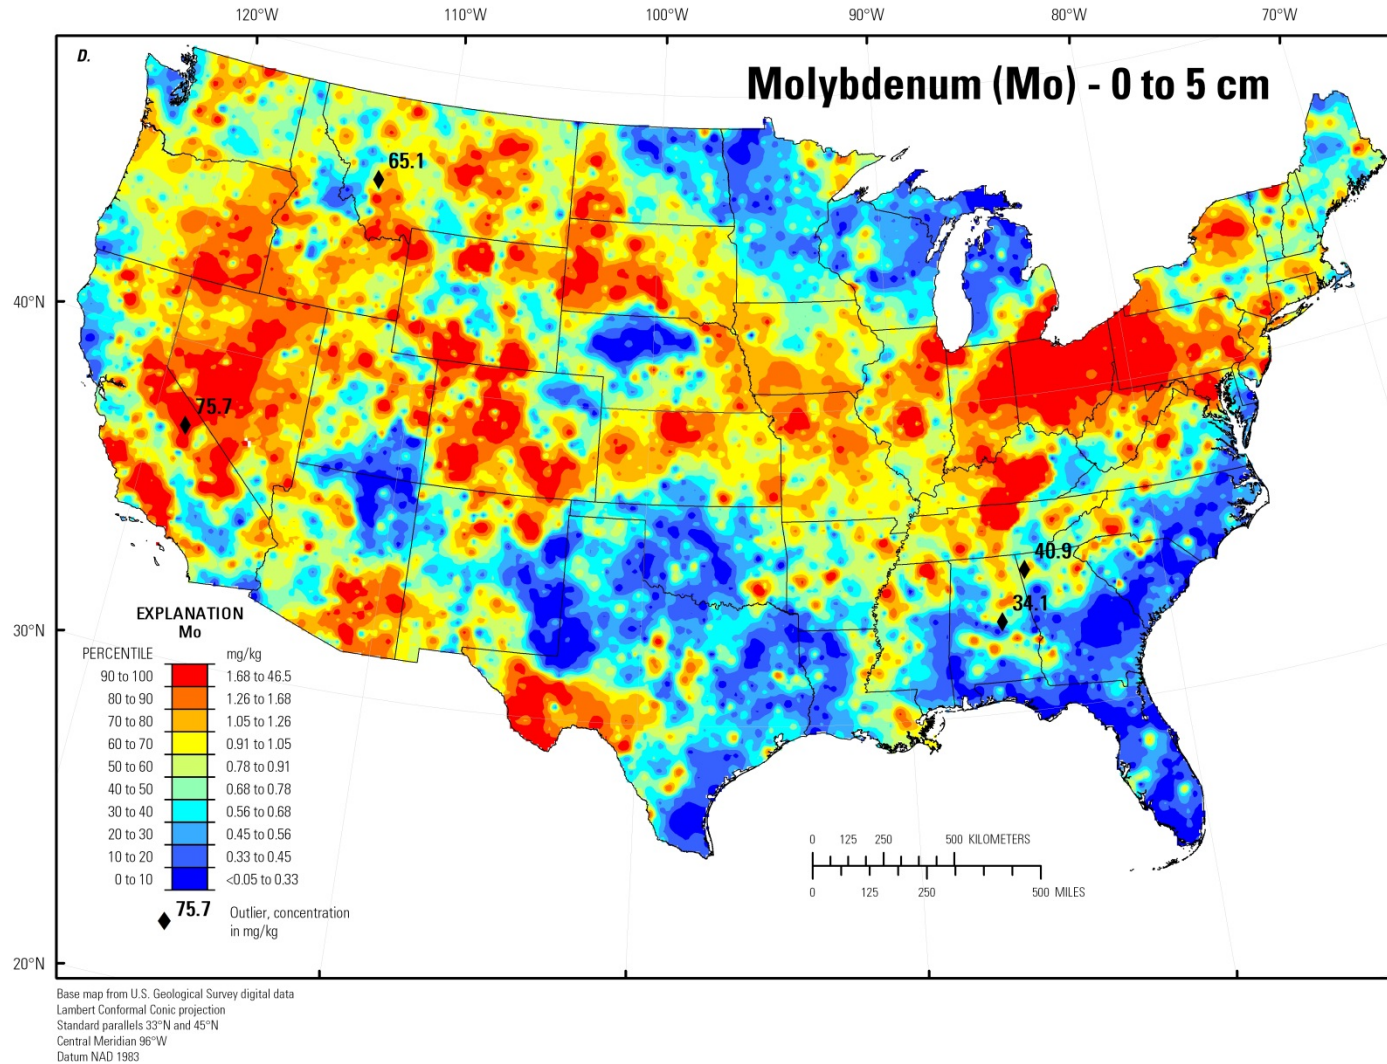 120°W 110°W 100°W 90°W 80°W 70°W
D.
Molybdenum (Mo) - 0 to 5 cm
65.1
40°N
75.7
40.9
34.1
30°N
EXPLANATION
Mo
PERCENTILE mg/kg
90 to 100 1.68 to 46.5
80 to 90 1.26 to 1.68
70 to 80 1.05 to 1.26
60 to 70 0.91 to 1.05
50 to 60 0.78 to 0.91
40 to 50 0.68 to 0.78
30 to 40 0.56 to 0.68
20 to 30 0.45 to 0.56
10 to 20 0.33 to 0.45
0 to 10 <0.05 to 0.33
75.7 Outlier, concentration
in mg/kg
0 125 250 500 KILOMETERS
0 125 250 500 MILES
20°N
Base map from U.S. Geological Survey digital data
Lambert Conformal Conic projection
Standard parallels 33°N and 45°N
Central Meridian 96°W
Datum NAD 1983